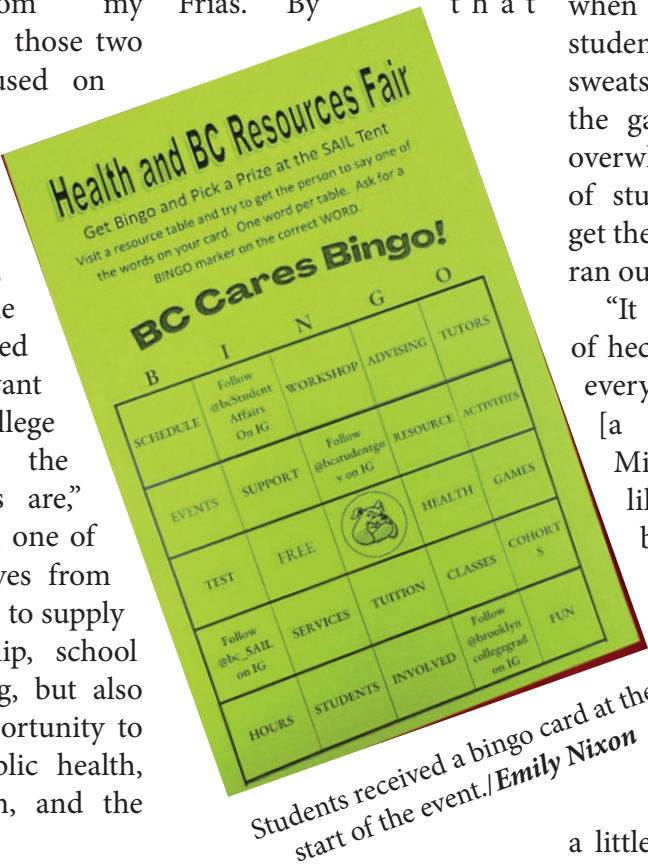 my
those two
used on
vant
llege
the
s are,”
one of
ves from
to supply
ip, school
g, but also
ortunity to
blic health,
n, and the
Frias. By
that
Health and BC Resources Fair
Get Bingo and Pick a Prize at the SAIL Tent
Visit a resource table and try to get the person to say one of
the words on your card. One word per table. Ask for a
BINGO marker on the correct WORD.
BC Cares Bingo!
B I N G O
SCHEDULE
Follow
@bcStudent
Affairs
On IG
WORKSHOP
ADVISING
TUTORS
EVENTS
SUPPORT
Follow
@bcstudentgo
v on IG
RESOURCE
ACTIVITIES
TEST
FREE
HEALTH
GAMES
Follow
@bc_SAIL
on IG
SERVICES
TUITION
CLASSES
COHORT
S
HOURS
STUDENTS
INVOLVED
Follow
@brooklyn
collegegrad
on IG
FUN
Students received a bingo card at the
start of the event./Emily Nixon
when
studen
sweats
the ga
overwh
of stu
get the
ran ou
“It
of hec
every
[a
Mi
lil
b
a little